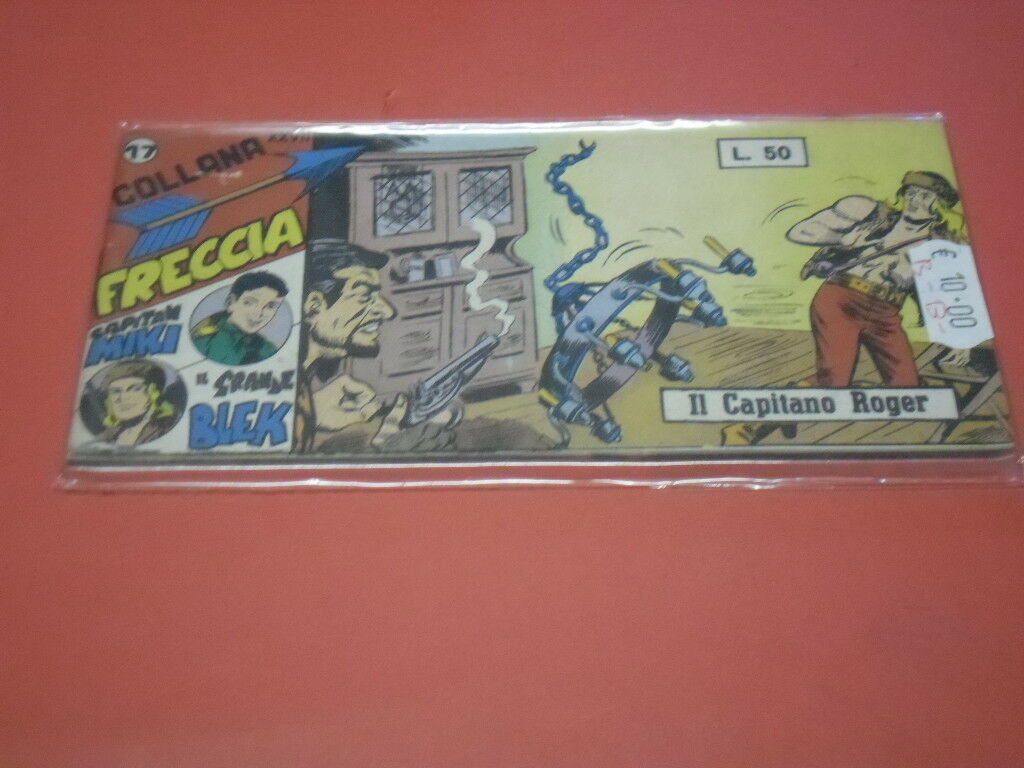 17
COLLANA
FRECCIA
CAPITAN
MIKI
IL GRANDE
BLEK
L. 50
€ 10.00
Il Capitano Roger